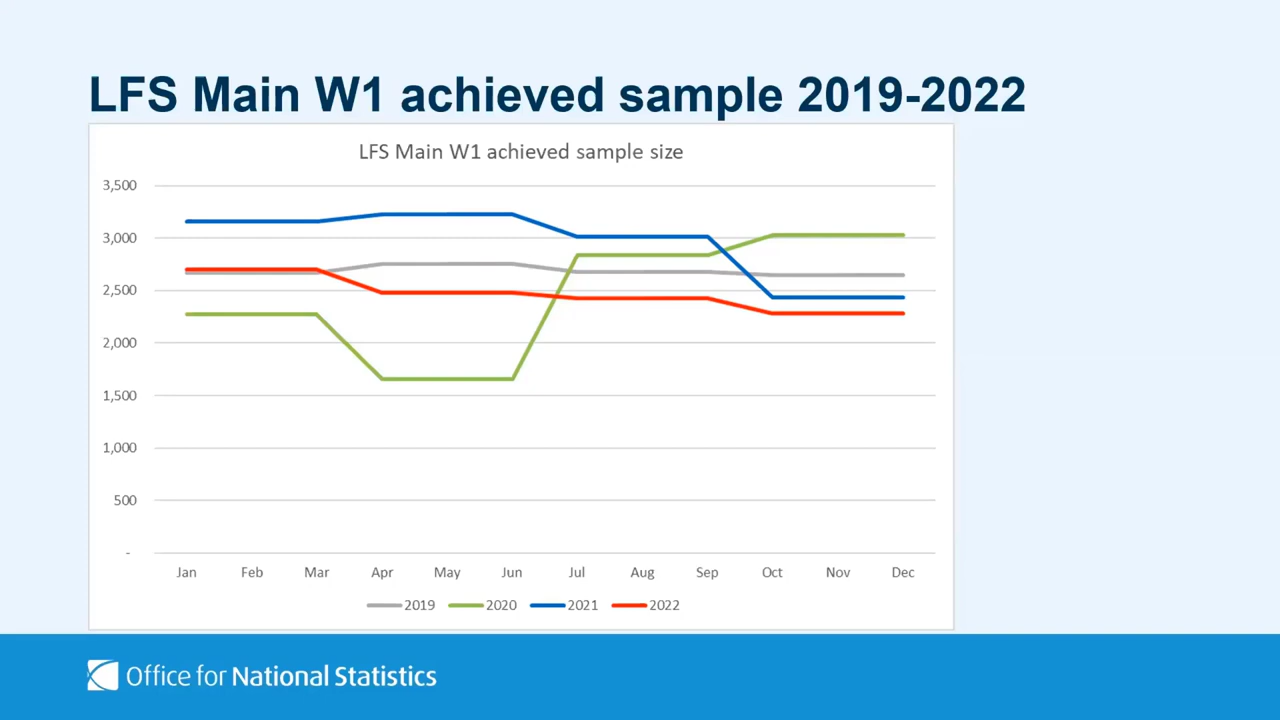 LFS Main W1 achieved sample 2019-2022
LFS Main W1 achieved sample size
3,500
3,000
2,500
2,000
1,500
1,000
500
-
Jan Feb Mar Apr May Jun Jul Aug Sep Oct Nov Dec
2019 2020 2021 2022
Office for National Statistics